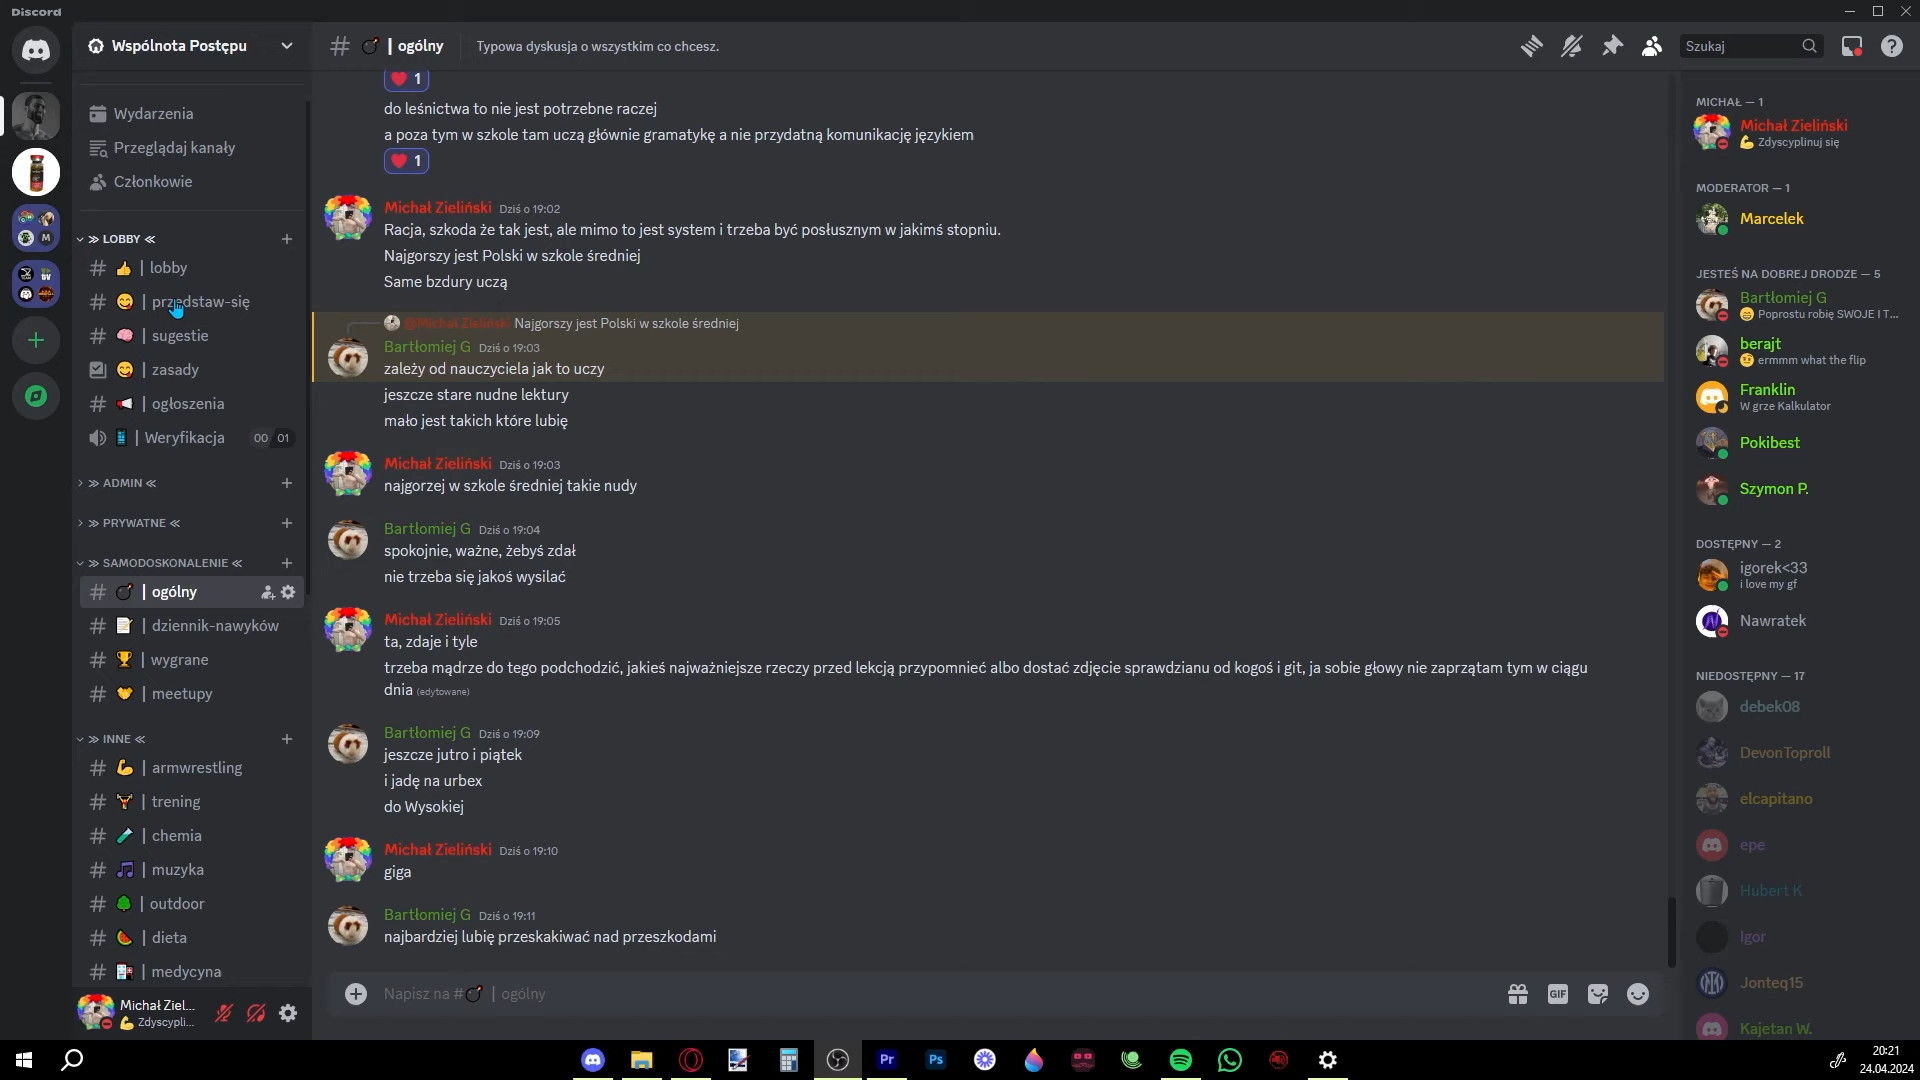 Discord
Wspólnota Postępu
| ogólny
Typowa dyskusja o wszystkim co chcesz.
Szukaj
Wydarzenia
Przeglądaj kanały
Członkowie
≫ LOBBY ≪
# | lobby
# | przedstaw-się
# | sugestie
| zasady
# | ogłoszenia
| Weryfikacja 00 01
≫ ADMIN ≪
≫ PRYWATNE ≪
≫ SAMODOSKONALENIE ≪
# | ogólny
# | dziennik-nawyków
# | wygrane
# | meetupy
≫ INNE ≪
# | armwrestling
# | trening
# | chemia
# | muzyka
# | outdoor
# | dieta
# | medycyna
Michał Ziel...
Zdyscypli...
1
do leśnictwa to nie jest potrzebne raczej
a poza tym w szkole tam uczą głównie gramatykę a nie przydatną komunikację językiem
1
Michał Zieliński Dziś o 19:02
Racja, szkoda że tak jest, ale mimo to jest system i trzeba być posłusznym w jakimś stopniu.
Najgorszy jest Polski w szkole średniej
Same bzdury uczą
@Michał Zieliński Najgorszy jest Polski w szkole średniej
Bartłomiej G Dziś o 19:03
zależy od nauczyciela jak to uczy
jeszcze stare nudne lektury
mało jest takich które lubię
Michał Zieliński Dziś o 19:03
najgorzej w szkole średniej takie nudy
Bartłomiej G Dziś o 19:04
spokojnie, ważne, żebyś zdał
nie trzeba się jakoś wysilać
Michał Zieliński Dziś o 19:05
ta, zdaje i tyle
trzeba mądrze do tego podchodzić, jakieś najważniejsze rzeczy przed lekcją przypomnieć albo dostać zdjęcie sprawdzianu od kogoś i git, ja sobie głowy nie zaprzątam tym w ciągu
dnia (edytowane)
Bartłomiej G Dziś o 19:09
jeszcze jutro i piątek
i jadę na urbex
do Wysokiej
Michał Zieliński Dziś o 19:10
giga
Bartłomiej G Dziś o 19:11
najbardziej lubię przeskakiwać nad przeszkodami
Napisz na # | ogólny
GIF
MICHAŁ — 1
Michał Zieliński
Zdyscyplinuj się
MODERATOR — 1
Marcelek
JESTEŚ NA DOBREJ DRODZE — 5
Bartłomiej G
Poprostu robię SWOJE I T...
berajt
ermmm what the flip
Franklin
W grze Kalkulator
Pokibest
Szymon P.
DOSTĘPNY — 2
igorek<33
i love my gf
Nawratek
NIEDOSTĘPNY — 17
debek08
DevonToproll
elcapitano
epe
Hubert K
Igor
Jonteq15
Kajetan W.
Pr
Ps
20:21
24.04.2024